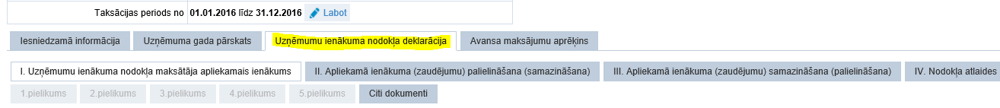 Taksācijas periods no 01.01.2016 līdz 31.12.2016 Labot
Iesniedzamā informācija Uzņēmuma gada pārskats Uzņēmumu ienākuma nodokļa deklarācija Avansa maksājumu aprēķins
I. Uzņēmumu ienākuma nodokļa maksātāja apliekamais ienākums II. Apliekamā ienākuma (zaudējumu) palielināšana (samazināšana) III. Apliekamā ienākuma (zaudējumu) samazināšana (palielināšana) IV. Nodokļa atlaides
1.pielikums 2.pielikums 3.pielikums 4.pielikums 5.pielikums Citi dokumenti